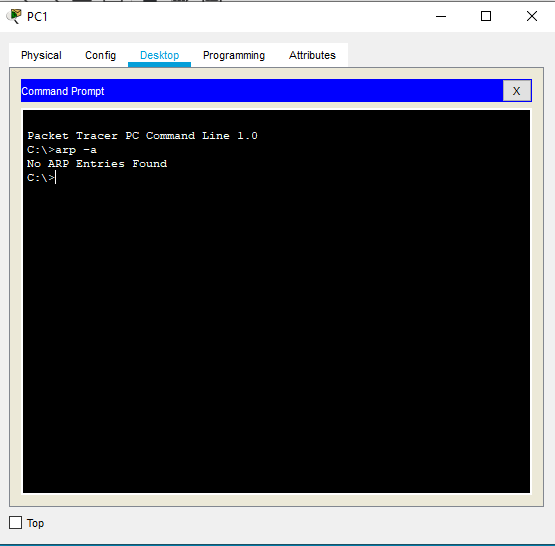 PC1
Physical Config Desktop Programming Attributes
Command Prompt X
Packet Tracer PC Command Line 1.0
C:\>arp -a
No ARP Entries Found
C:\>
Top